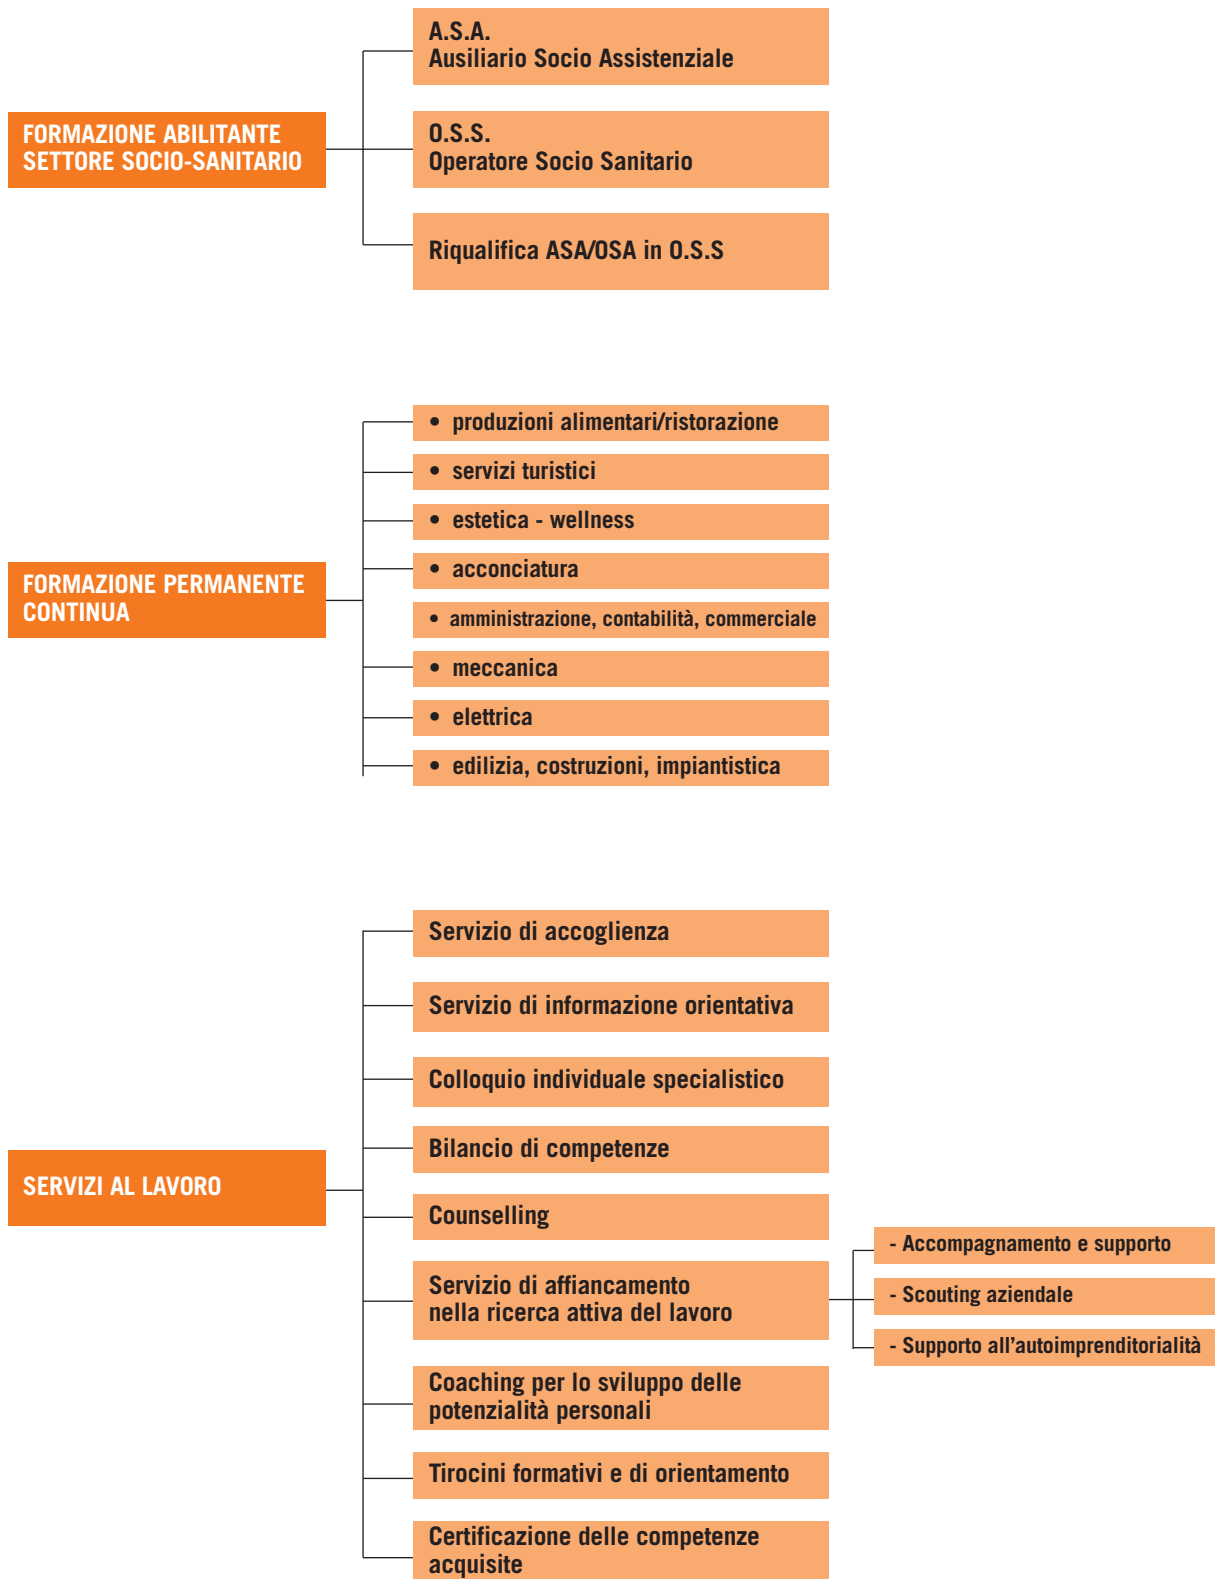 A.S.A.
Ausiliario Socio Assistenziale
FORMAZIONE ABILITANTE
SETTORE SOCIO-SANITARIO
O.S.S.
Operatore Socio Sanitario
Riqualifica ASA/OSA in O.S.S
FORMAZIONE PERMANENTE
CONTINUA
• produzioni alimentari/ristorazione
• servizi turistici
• estetica - wellness
• acconciatura
• amministrazione, contabilità, commerciale
• meccanica
• elettrica
• edilizia, costruzioni, impiantistica
SERVIZI AL LAVORO
Servizio di accoglienza
Servizio di informazione orientativa
Colloquio individuale specialistico
Bilancio di competenze
Counselling
Servizio di affiancamento
nella ricerca attiva del lavoro
- Accompagnamento e supporto
- Scouting aziendale
- Supporto all'autoimprenditorialità
Coaching per lo sviluppo delle
potenzialità personali
Tirocini formativi e di orientamento
Certificazione delle competenze
acquisite